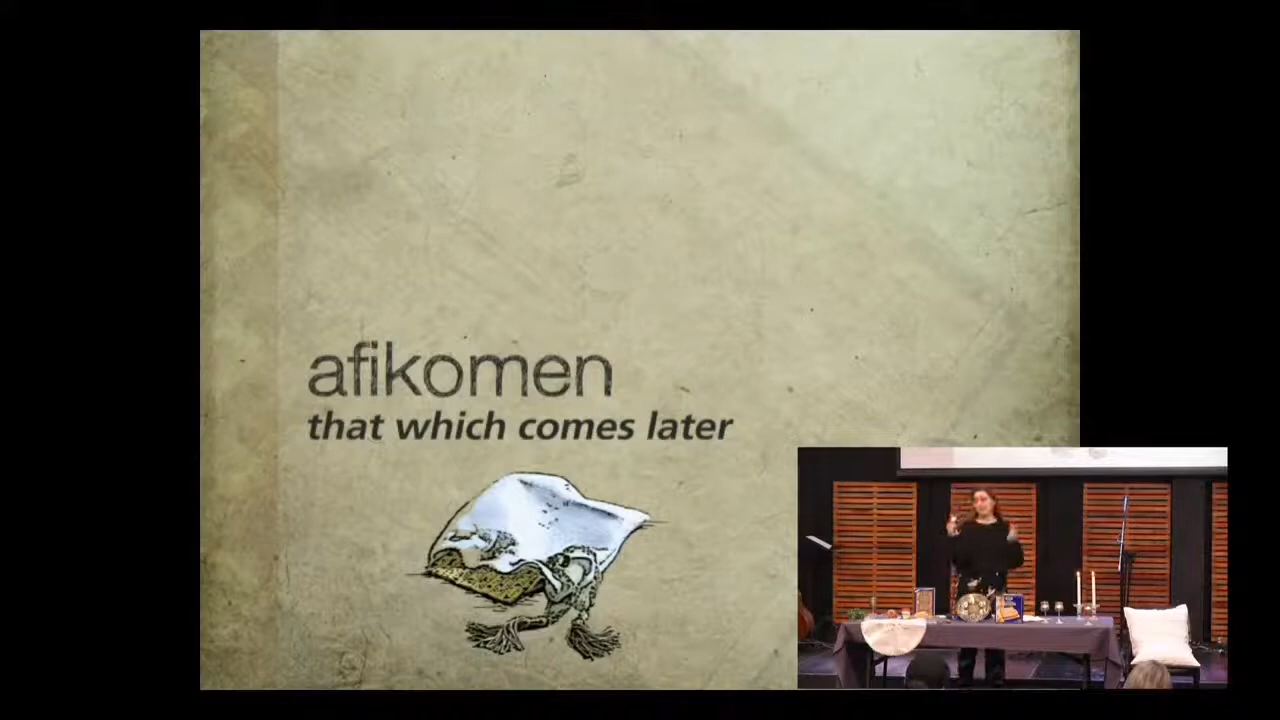 afikomen
that which comes later